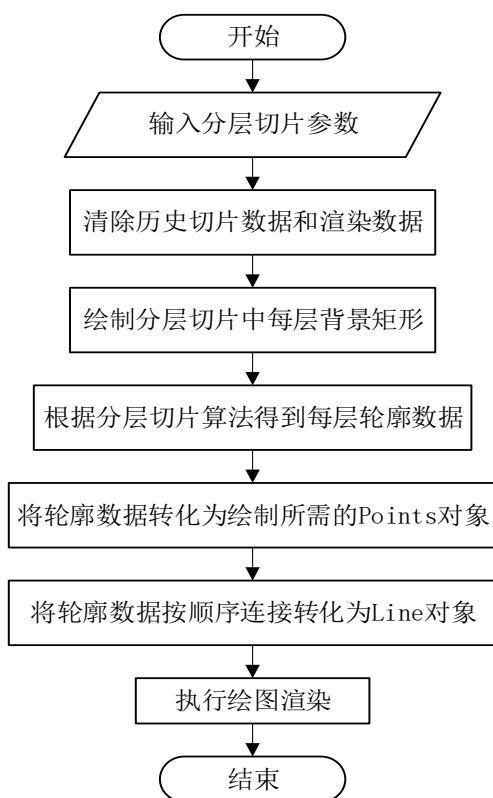 开始
输入分层切片参数
清除历史切片数据和渲染数据
绘制分层切片中每层背景矩形
根据分层切片算法得到每层轮廓数据
将轮廓数据转化为绘制所需的Points对象
将轮廓数据按顺序连接转化为Line对象
执行绘图渲染
结束